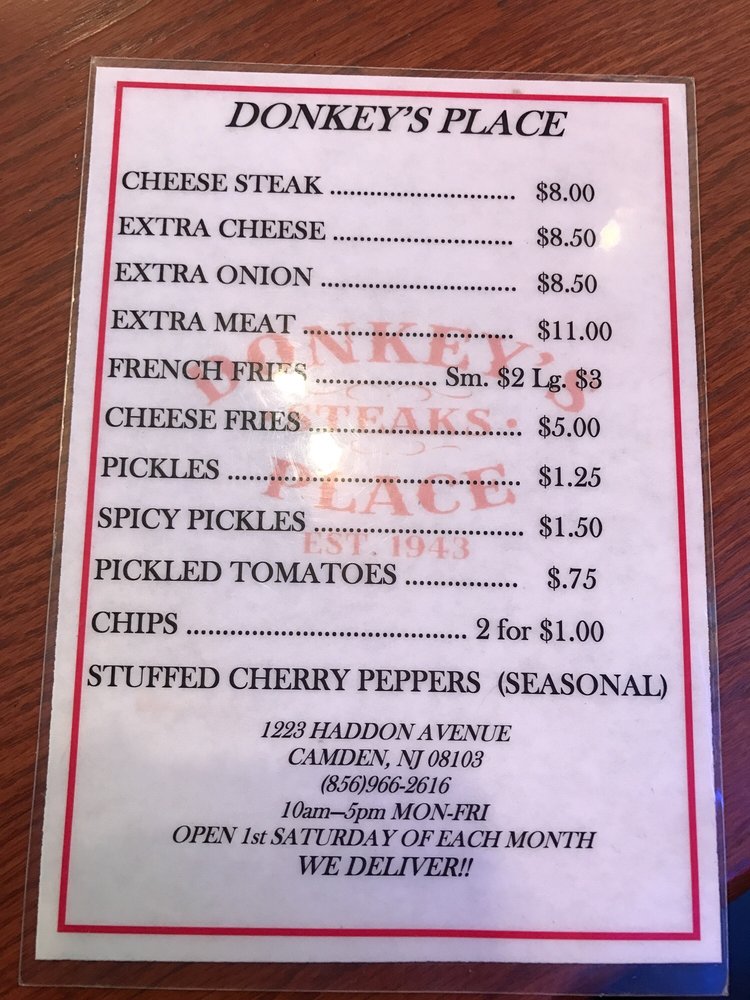 DONKEY'S PLACE
CHEESE STEAK ........................... $8.00
EXTRA CHEESE ......................... $8.50
EXTRA ONION ........................... $8.50
EXTRA MEAT ............................. $11.00
FRENCH FRIES ................. Sm. $2 Lg. $3
CHEESE FRIES .............................. $5.00
PICKLES ......................................... $1.25
SPICY PICKLES ............................. $1.50
PICKLED TOMATOES ................ $.75
CHIPS ....................................... 2 for $1.00
STUFFED CHERRY PEPPERS (SEASONAL)
DONKEY'S
STEAKS
PLACE
EST. 1943
1223 HADDON AVENUE
CAMDEN, NJ 08103
(856)966-2616
10am—5pm MON-FRI
OPEN 1st SATURDAY OF EACH MONTH
WE DELIVER!!